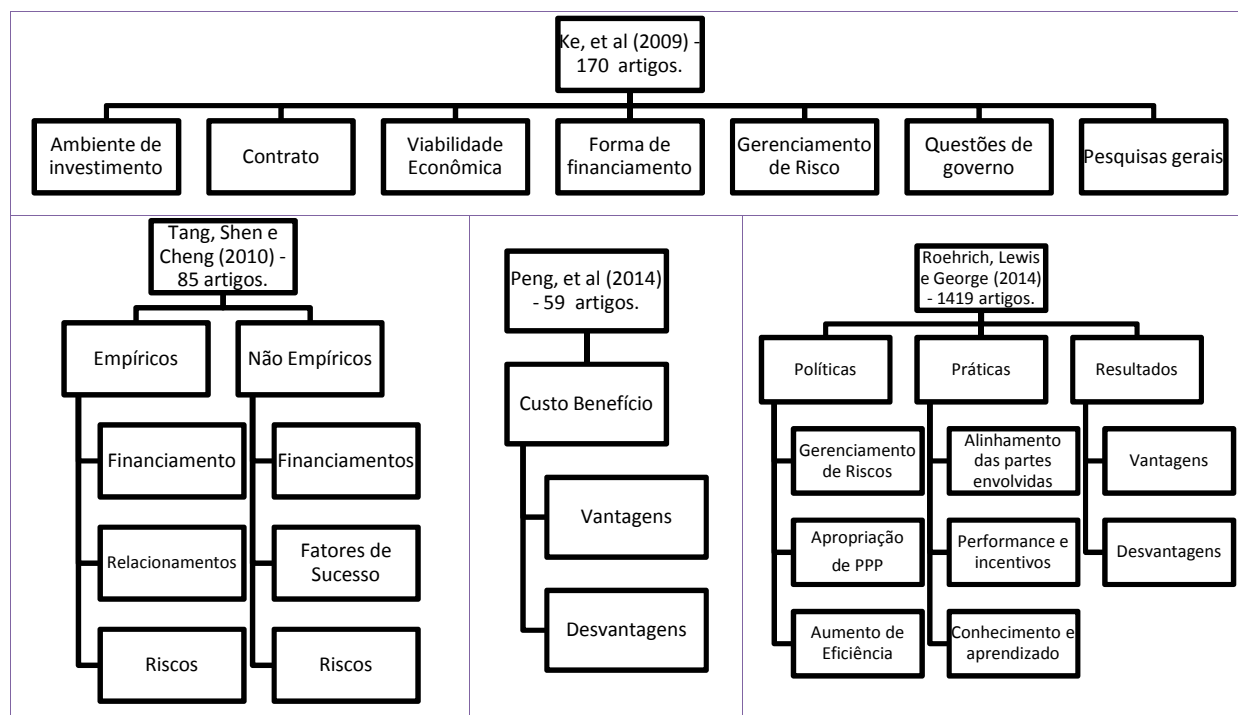 Ke, et al (2009) -
170 artigos.
Ambiente de
investimento
Contrato
Viabilidade
Econômica
Forma de
financiamento
Gerenciamento
de Risco
Questões de
governo
Pesquisas gerais
Tang, Shen e
Cheng (2010) -
85 artigos.
Empíricos
Não Empíricos
Financiamento
Financiamentos
Relacionamentos
Fatores de
Sucesso
Riscos
Riscos
Peng, et al (2014)
- 59 artigos.
Custo Benefício
Vantagens
Desvantagens
Roehrich, Lewis
e George (2014)
- 1419 artigos.
Políticas
Práticas
Resultados
Gerenciamento
de Riscos
Alinhamento
das partes
envolvidas
Vantagens
Apropriação
de PPP
Performance e
incentivos
Desvantagens
Aumento de
Eficiência
Conhecimento e
aprendizado